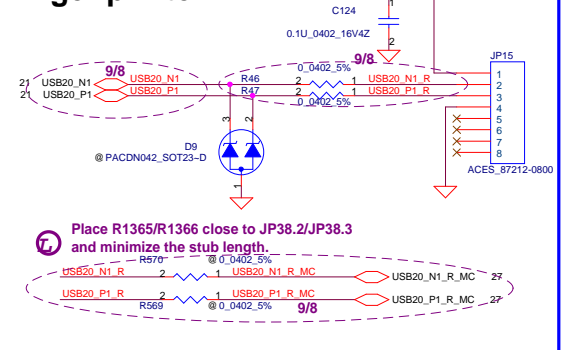 C124
1
2
0.1U_0402_16V4Z
JP15
9/8
9/8
21 USB20_N1 USB20_N1 R46 2 0_0402_5% 1 USB20_N1_R 1
21 USB20_P1 USB20_P1 R47 2 0_0402_5% 1 USB20_P1_R 2
3
4
5
6
7
8
3 2
D9
@ PACDN042_SOT23~D
1
ACES_87212-0800
Place R1365/R1366 close to JP38.2/JP38.3
and minimize the stub length.
R570 @ 0_0402_5%
USB20_N1_R 2 1 USB20_N1_R_MC USB20_N1_R_MC 27
USB20_P1_R 2 1 USB20_P1_R_MC USB20_P1_R_MC 27
R569 @ 0_0402_5% 9/8